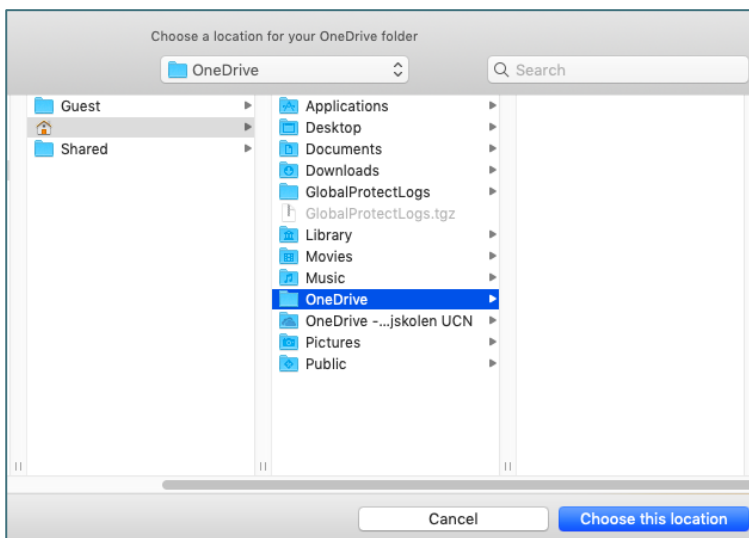 Choose a location for your OneDrive folder
OneDrive
Search
Guest
Shared
Applications
Desktop
Documents
Downloads
GlobalProtectLogs
GlobalProtectLogs.tgz
Library
Movies
Music
OneDrive
OneDrive -...jskolen UCN
Pictures
Public
Cancel
Choose this location